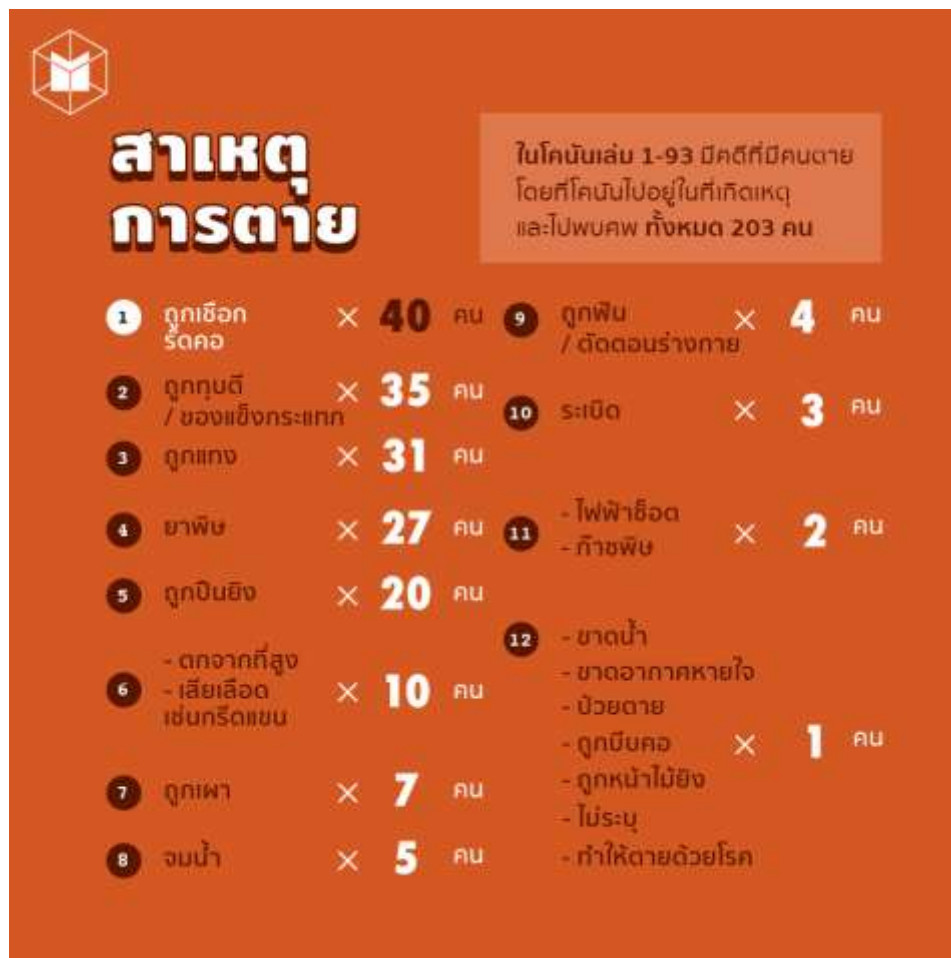 สาเหตุ
การตาย
ในโคนันเล่ม 1-93 มีคดีที่มีคนตาย
โดยที่โคนันไปอยู่ในที่เกิดเหตุ
และไปพบศพ ทั้งหมด 203 คน
1 ถูกเชือก × 40 คน
รัดคอ
2 ถูกทุบตี × 35 คน
/ ของแข็งกระแทก
3 ถูกแทง × 31 คน
4 ยาพิษ × 27 คน
5 ถูกปืนยิง × 20 คน
- ตกจากที่สูง
6 - เสียเลือด × 10 คน
เช่นกรีดแขน
7 ถูกเผา × 7 คน
8 จมน้ำ × 5 คน
9 ถูกฟัน × 4 คน
/ ตัดตอนร่างกาย
10 ระเบิด × 3 คน
11 - ไฟฟ้าช็อต × 2 คน
- ก๊าซพิษ
12 - ขาดน้ำ
- ขาดอากาศหายใจ
- ป่วยตาย
- ถูกบีบคอ × 1 คน
- ถูกหน้าไม้ยิง
- ไม่ระบุ
- ทำให้ตายด้วยโรค